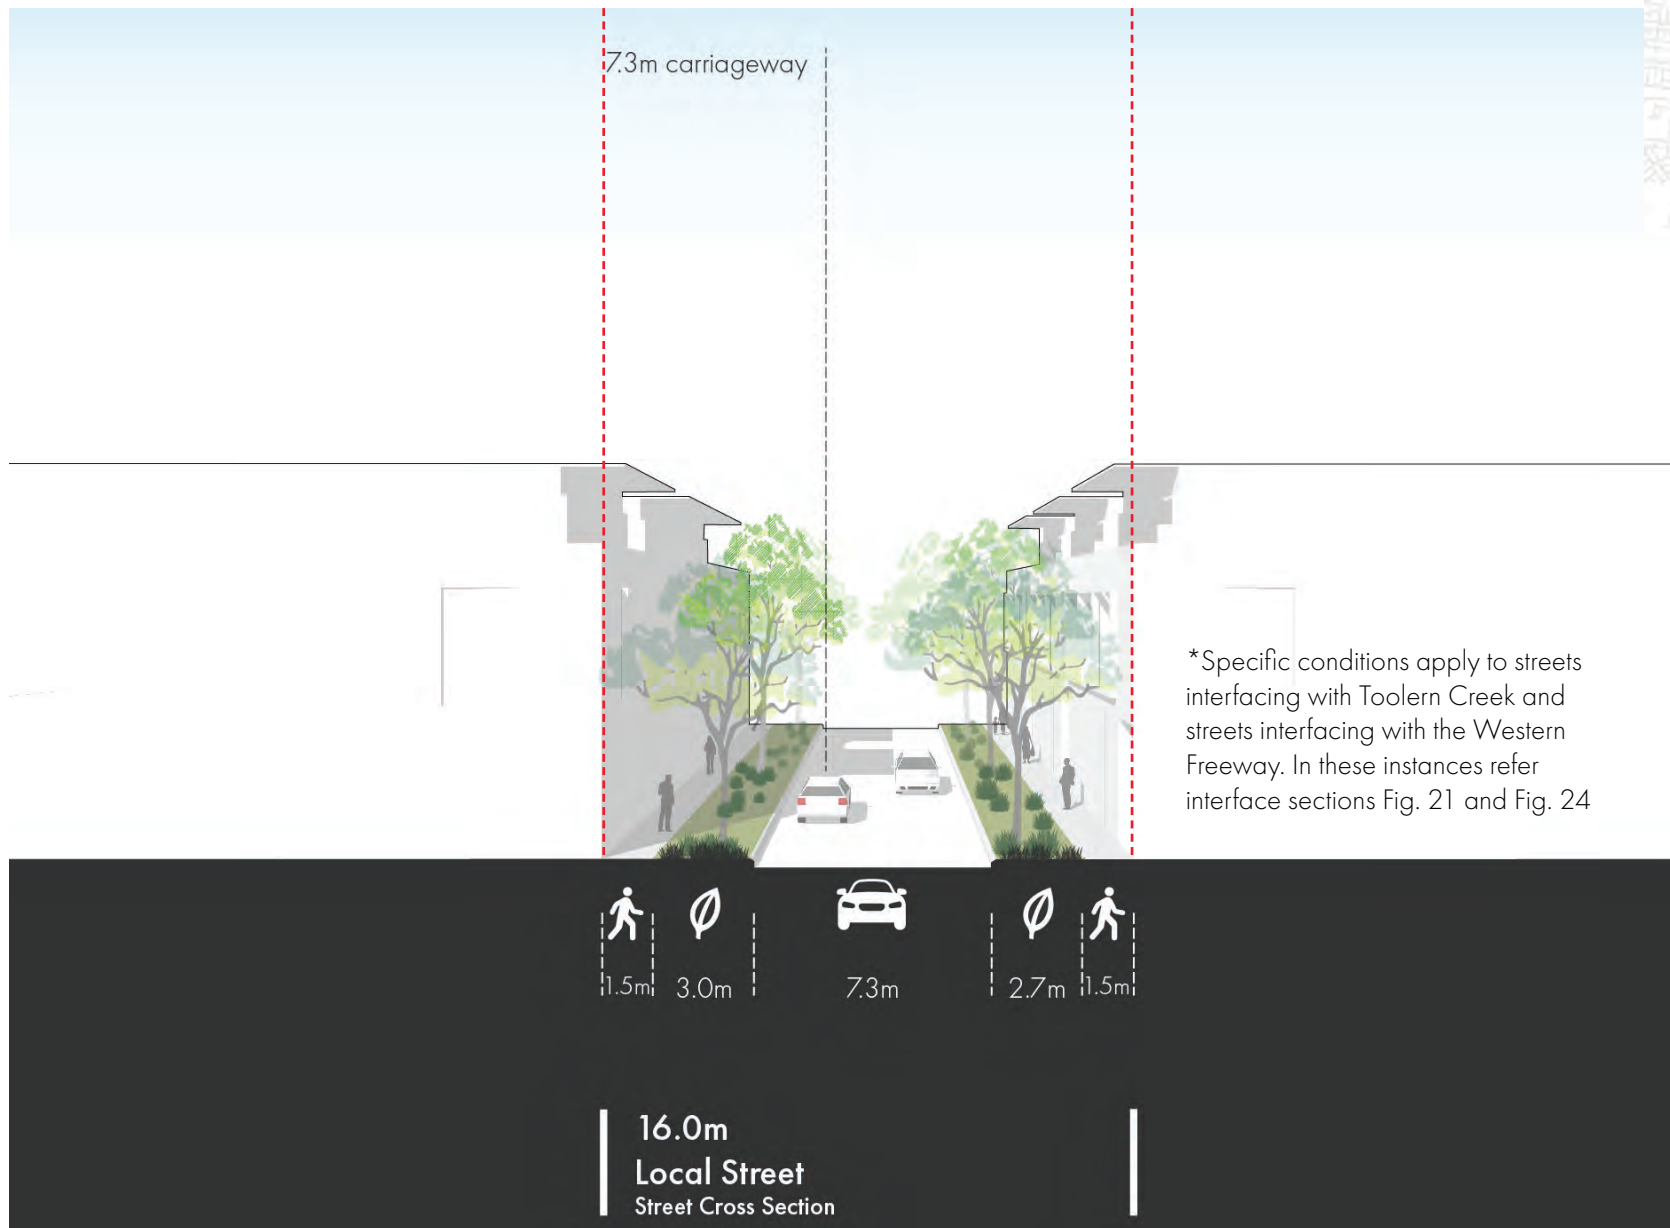 7.3m carriageway
*Specific conditions apply to streets
interfacing with Toolern Creek and
streets interfacing with the Western
Freeway. In these instances refer
interface sections Fig. 21 and Fig. 24
1.5m 3.0m 7.3m 2.7m 1.5m
16.0m
Local Street
Street Cross Section